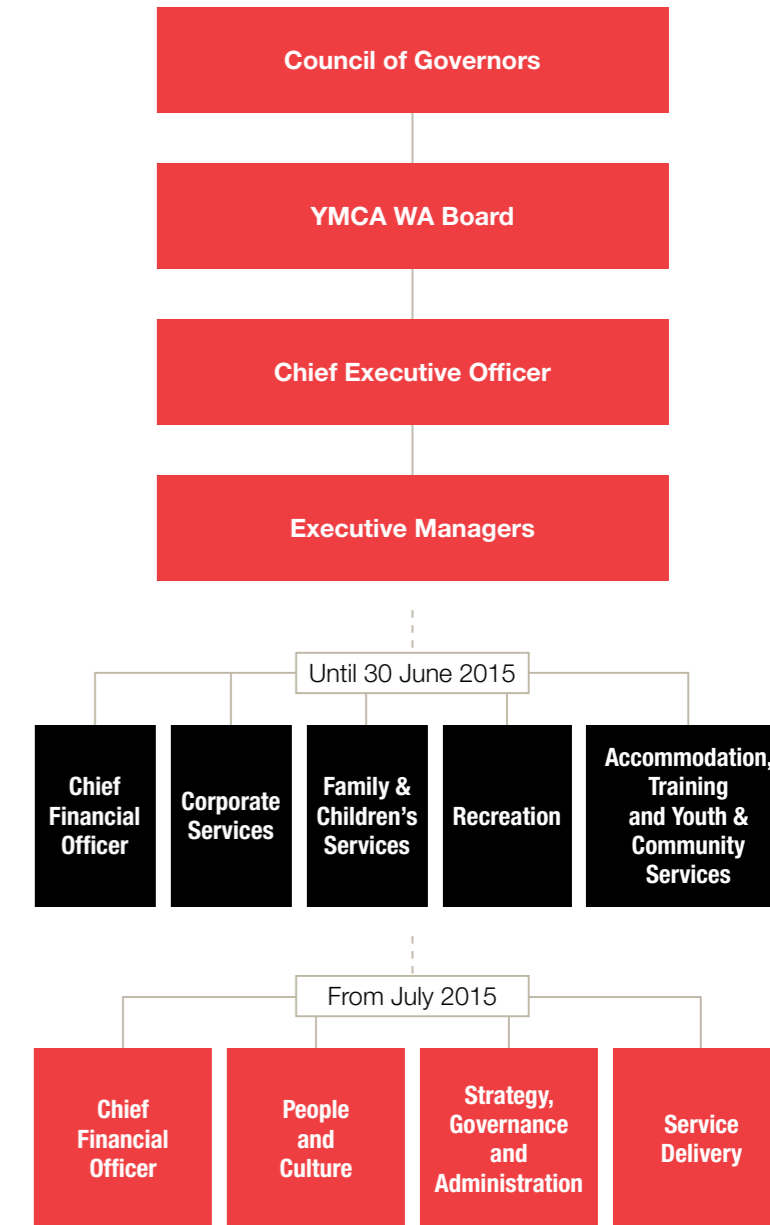 Council of Governors
YMCA WA Board
Chief Executive Officer
Executive Managers
Until 30 June 2015
Chief
Financial
Officer
Corporate
Services
Family &
Children's
Services
Recreation
Accommodation,
Training
and Youth &
Community
Services
From July 2015
Chief
Financial
Officer
People
and
Culture
Strategy,
Governance
and
Administration
Service
Delivery